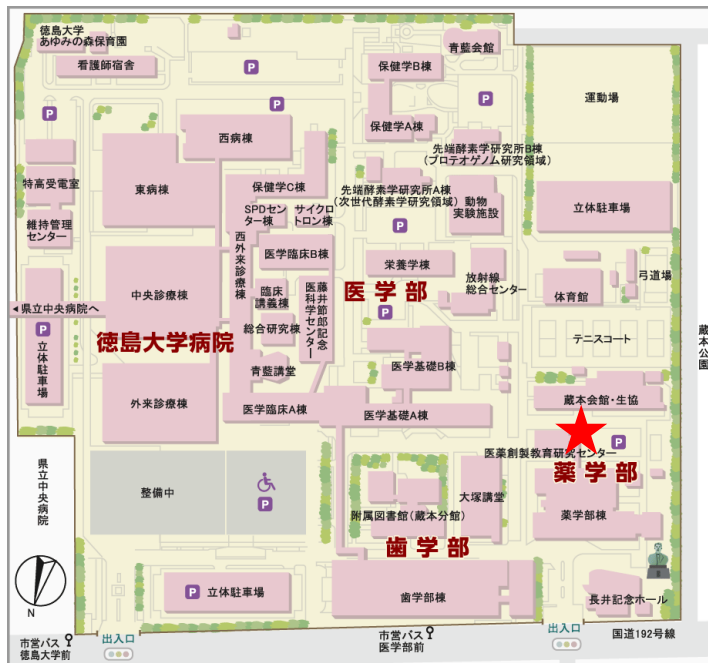 徳島大学
あゆみの森保育園
看護師宿舎
P
P
P
P
西病棟
東病棟
特高受電室
維持管理
センター
青藍会館
保健学B棟
保健学A棟
P
運動場
先端酵素学研究所B棟
(プロテオゲノム研究領域)
保健学C棟
先端酵素学研究所A棟
(次世代酵素学研究領域)
動物
実験施設
立体駐車場
SPDセン
ター棟
サイクロ
トロン棟
P
西外来診療棟
医学臨床B棟
栄養学棟
放射線
総合センター
弓道場
体育館
中央診療棟
臨床
講義棟
藤井節郎記念
医科学センター
医学部
P
◀県立中央病院へ
P
立体駐車場
総合研究棟
徳島大学病院
テニスコート
蔵本公園
青藍講堂
医学基礎B棟
外来診療棟
医学臨床A棟
医学基礎A棟
蔵本会館・生協
P
医薬創製教育研究センター
薬学部
県立中央病院
整備中
P
附属図書館(蔵本分館)
大塚講堂
薬学部棟
歯学部
N
P
立体駐車場
歯学部棟
長井記念ホール
出入口
出入口
市営バス
徳島大学前
市営バス
医学部前
国道192号線